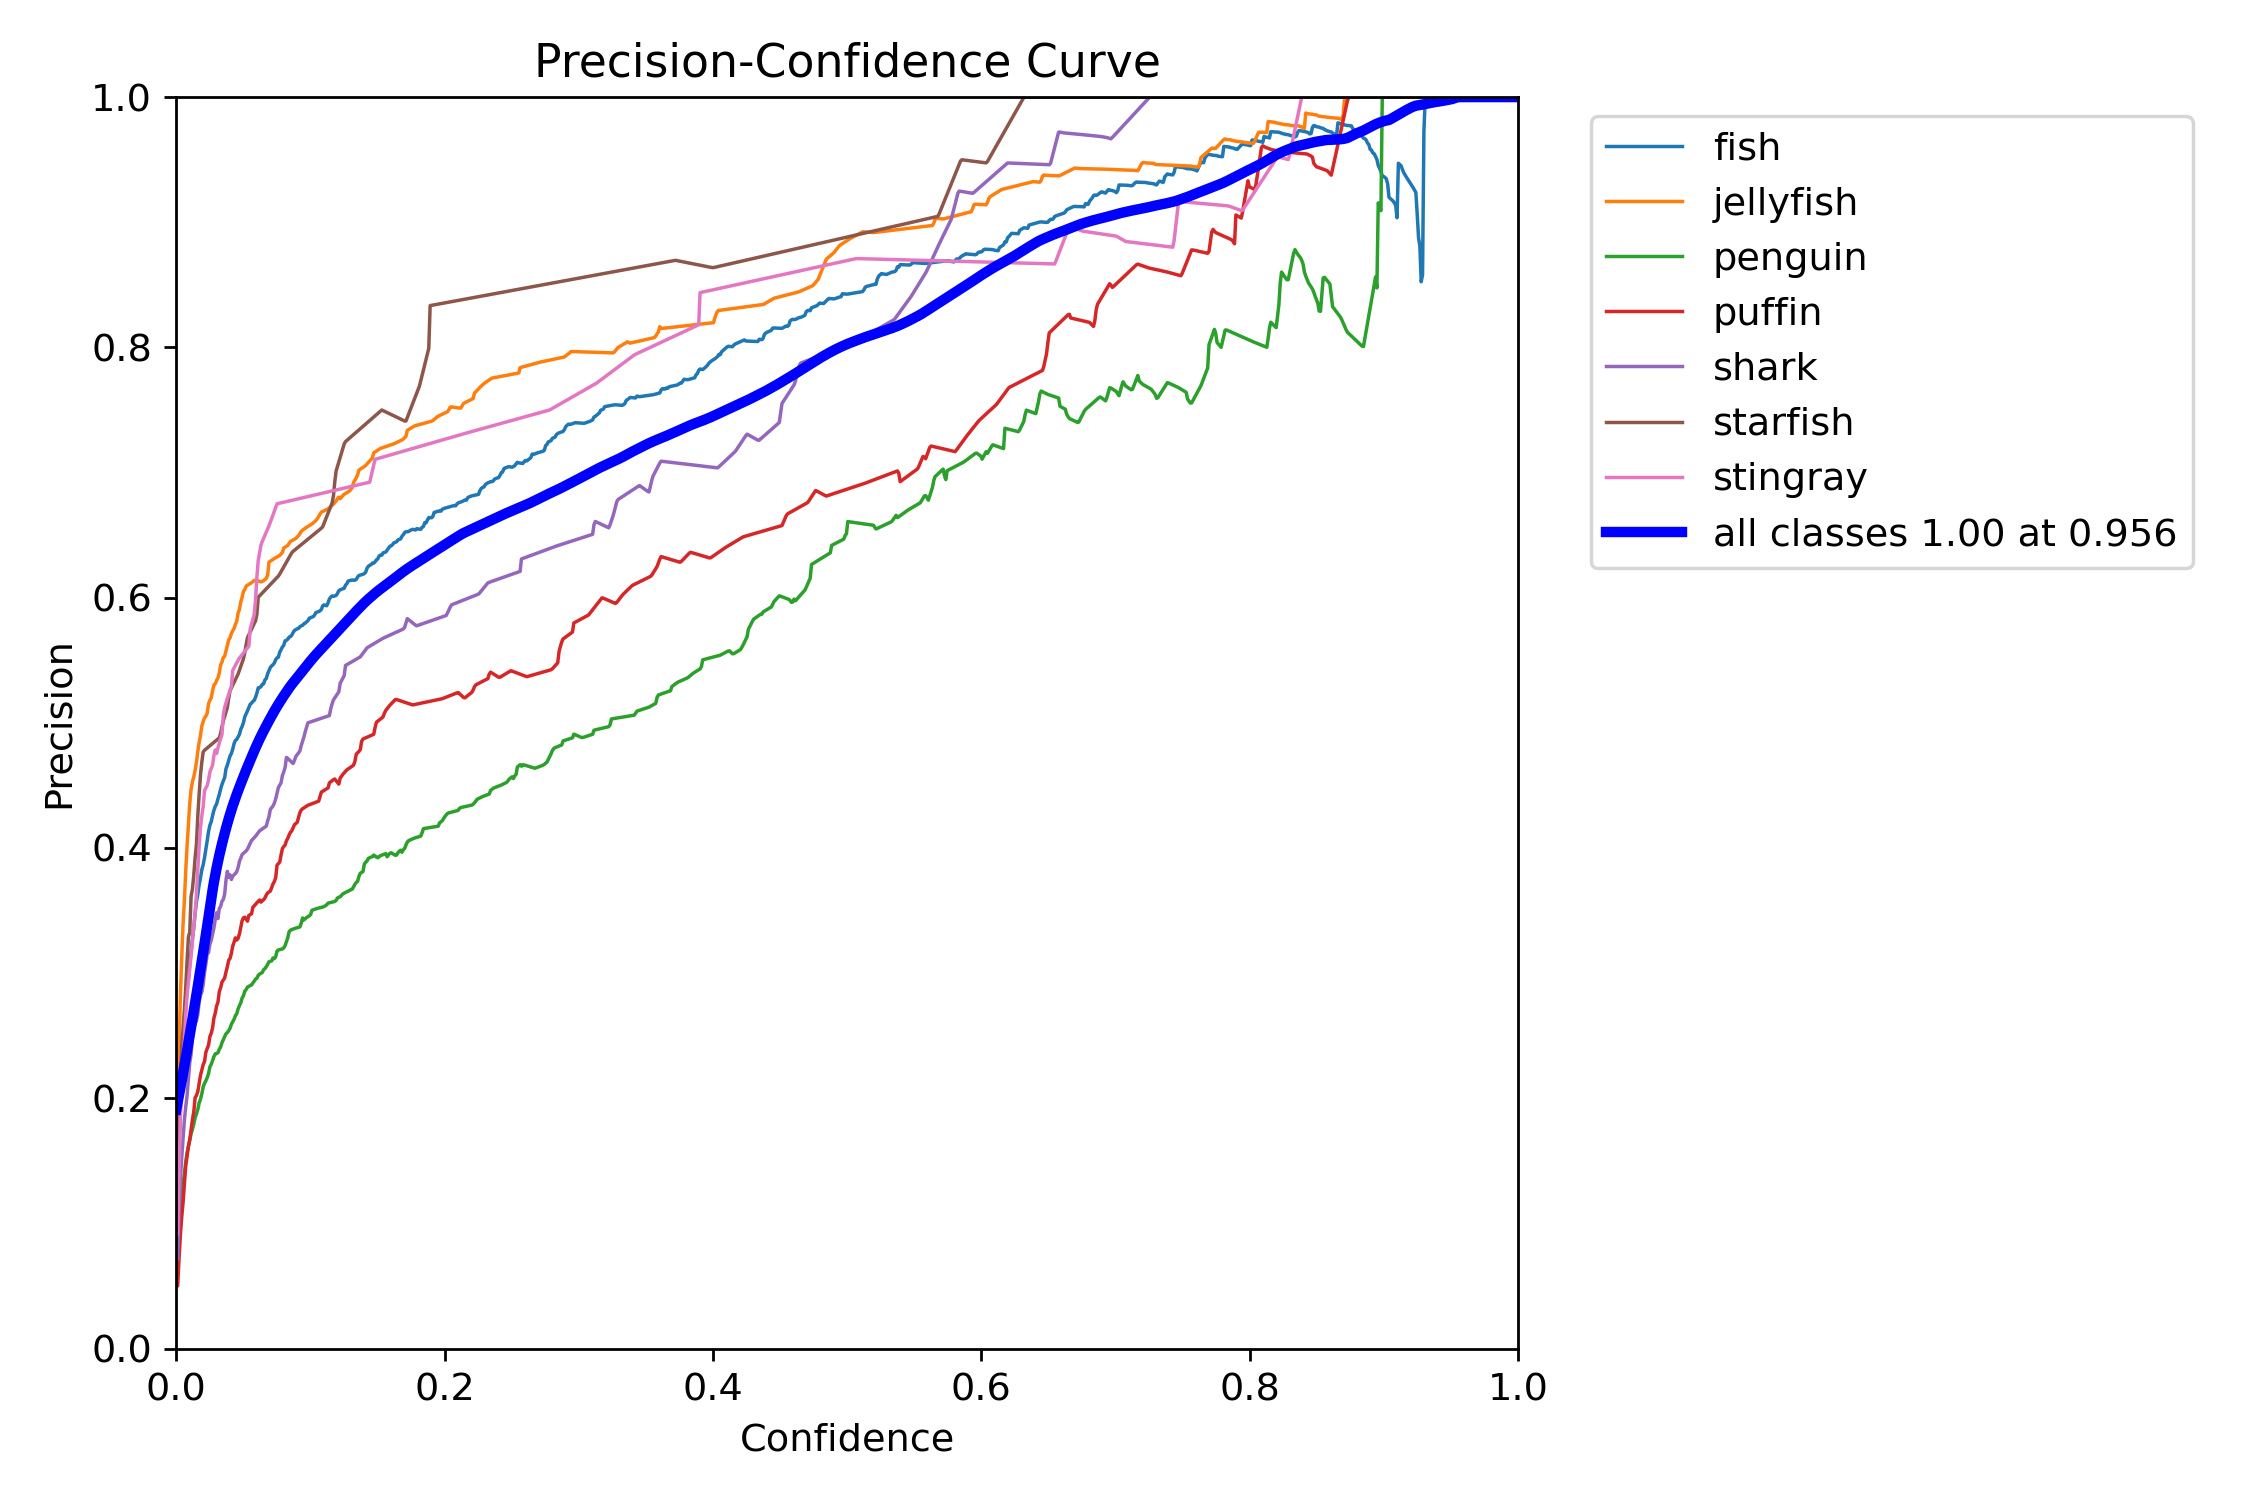 Precision-Confidence Curve
1.0
0.8
0.6
0.4
0.2
0.0
Precision
0.0 0.2 0.4 0.6 0.8 1.0
Confidence
fish
jellyfish
penguin
puffin
shark
starfish
stingray
all classes 1.00 at 0.956